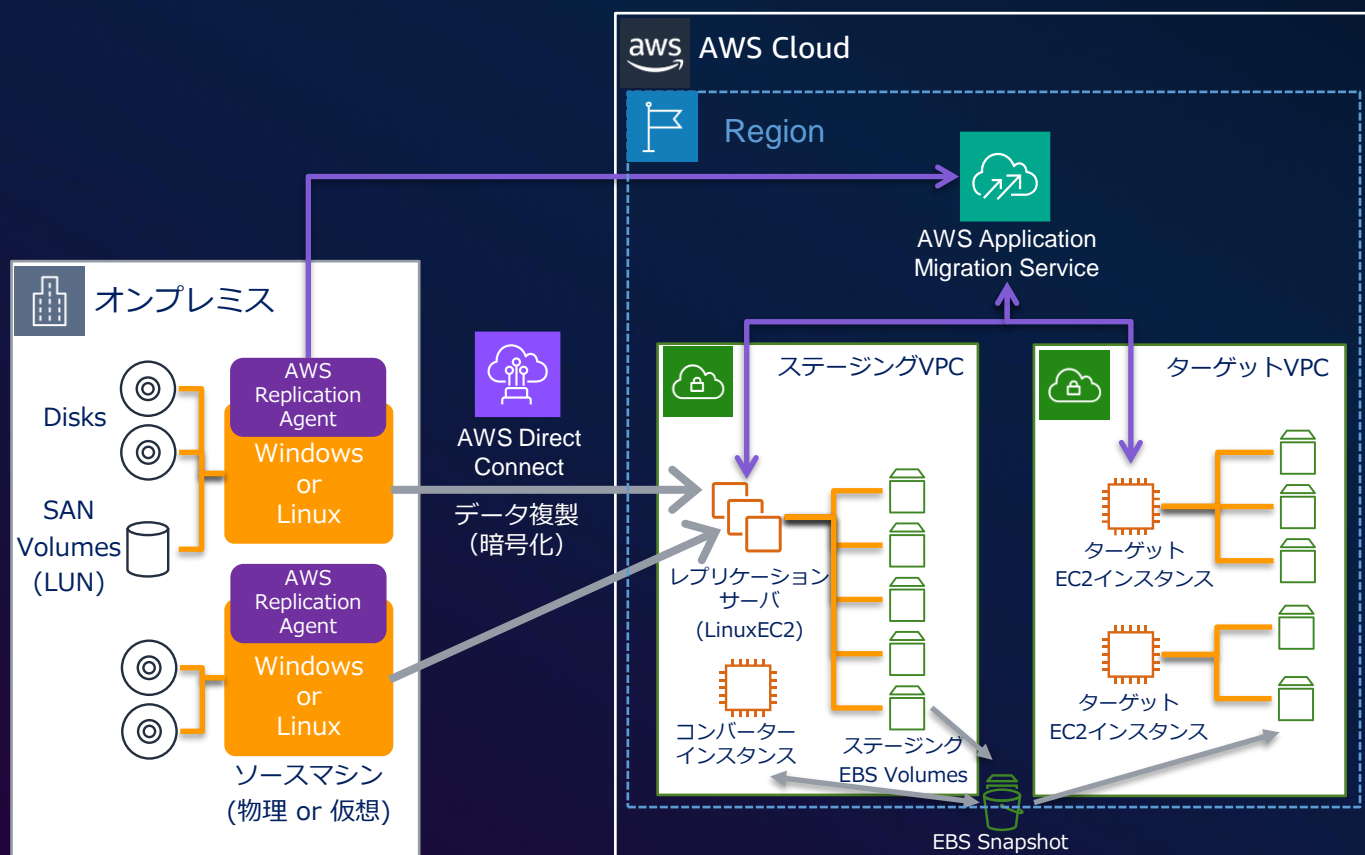 aws
AWS Cloud
Region
AWS Application
Migration Service
オンプレミス
Disks
SAN
Volumes
(LUN)
AWS
Replication
Agent
Windows
or
Linux
AWS
Replication
Agent
Windows
or
Linux
ソースマシン
(物理 or 仮想)
AWS Direct
Connect
データ複製
（暗号化）
ステージングVPC
レプリケーション
サーバ
(LinuxEC2)
コンバーター
インスタンス
ステージング
EBS Volumes
ターゲットVPC
ターゲット
EC2インスタンス
ターゲット
EC2インスタンス
EBS Snapshot